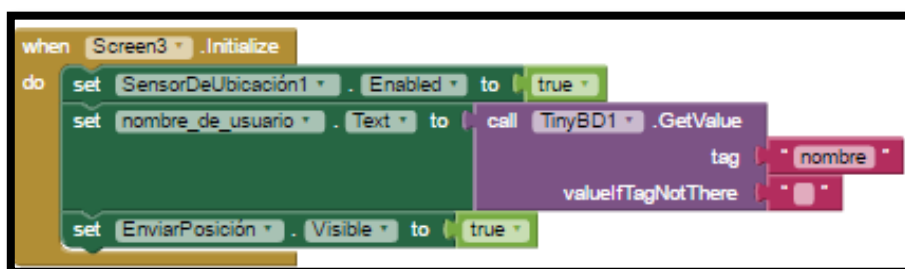 when Screen3 .Initialize
do set SensorDeUbicación1 . Enabled to true
set nombre_de_usuario . Text to call TinyBD1 .GetValue
tag " nombre "
valueIfTagNotThere " "
set EnviarPosición . Visible to true